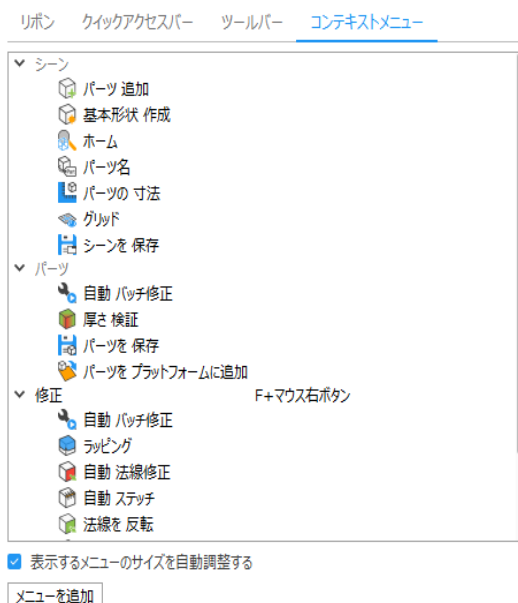 リボン クイックアクセスバー ツールバー コンテキストメニュー
シーン
パーツ 追加
基本形状 作成
ホーム
パーツ名
パーツの 寸法
グリッド
シーンを 保存
パーツ
自動 バッチ修正
厚さ 検証
パーツを 保存
パーツを プラットフォームに追加
修正 F+マウス右ボタン
自動 バッチ修正
ラッピング
自動 法線修正
自動 ステッチ
法線を 反転
表示するメニューのサイズを自動調整する
メニューを追加